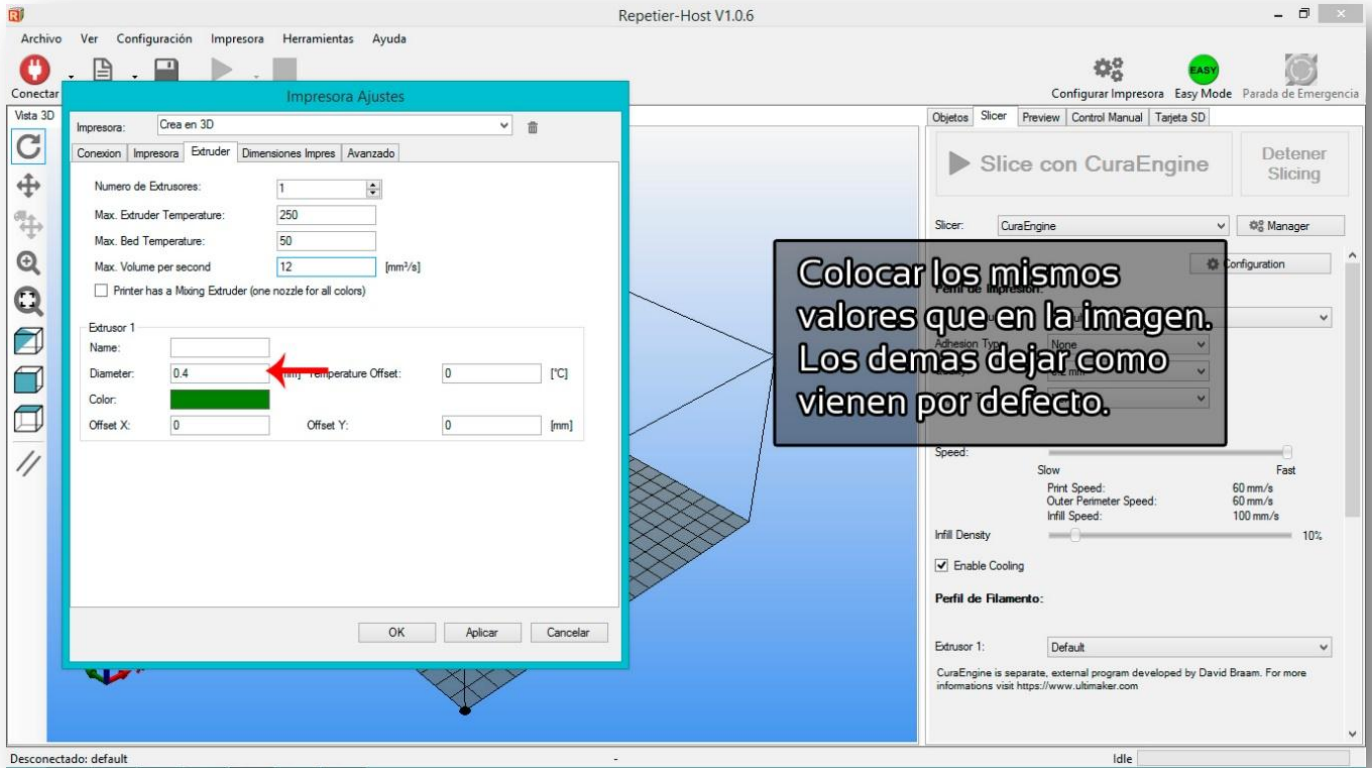 Repetier-Host V1.0.6
Archivo Ver Configuración Impresora Herramientas Ayuda
EASY
Conectar
Configurar Impresora Easy Mode Parada de Emergencia
Impresora Ajustes
Vista 3D
Impresora: Crea en 3D
Conexion Impresora Extruder Dimensiones Impres Avanzado
Numero de Extrusores: 1
Max. Extruder Temperature: 250
Max. Bed Temperature: 50
Max. Volume per second 12 [mm³/s]
Printer has a Mixing Extruder (one nozzle for all colors)
Extrusor 1
Name:
Diameter: 0.4 Temperature Offset: 0 [°C]
Color:
Offset X: 0 Offset Y: 0 [mm]
OK Aplicar Cancelar
Objetos Slicer Preview Control Manual Tarjeta SD
Slice con CuraEngine
Detener
Slicing
Slicer: CuraEngine Manager
Configuration
Colocar los mismos
valores que en la imagen.
Los demas dejar como
vienen por defecto.
Perfil de Impresion:
Adhesion Type: None
Speed:
Slow Fast
Print Speed: 60 mm/s
Outer Perimeter Speed: 60 mm/s
Infill Speed: 100 mm/s
Infill Density 10%
Enable Cooling
Perfil de Filamento:
Extrusor 1: Default
CuraEngine is separate, external program developed by David Braam. For more
informations visit https://www.ultimaker.com
Desconectado: default - Idle